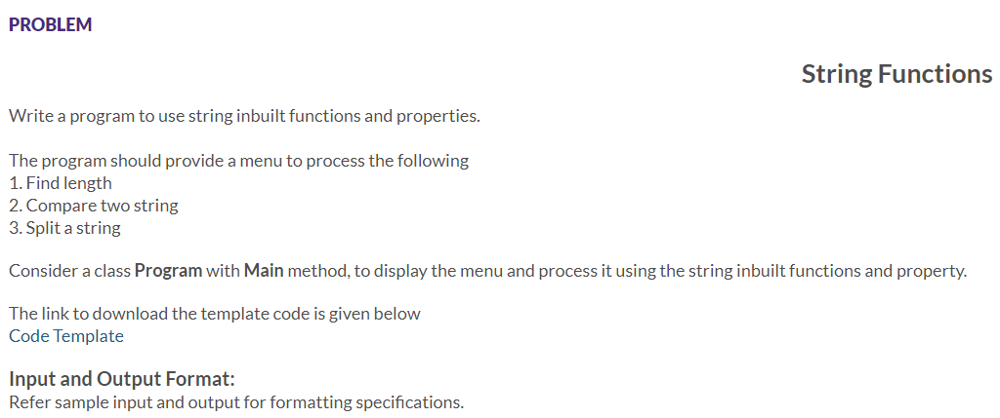 PROBLEM
String Functions
Write a program to use string inbuilt functions and properties.
The program should provide a menu to process the following
1. Find length
2. Compare two string
3. Split a string
Consider a class Program with Main method, to display the menu and process it using the string inbuilt functions and property.
The link to download the template code is given below
Code Template
Input and Output Format:
Refer sample input and output for formatting specifications.